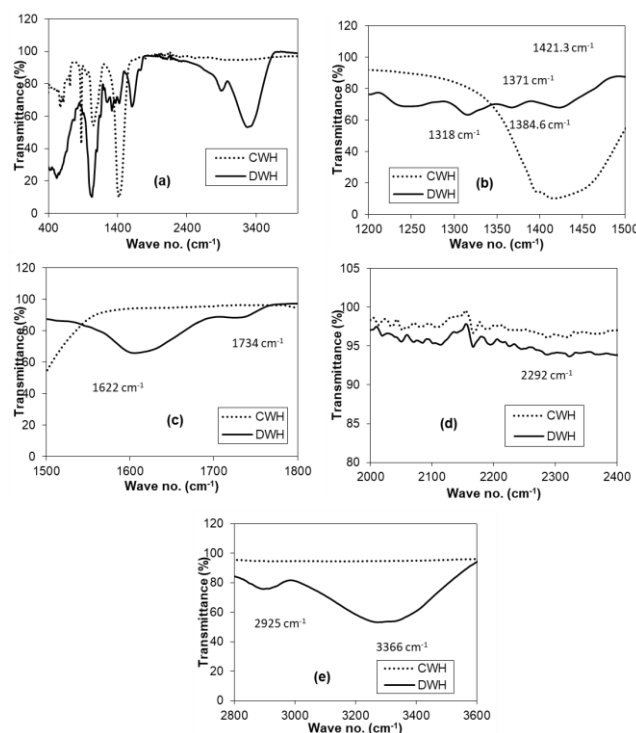 120
100
80
60
40
20
0
Transmittance (%)
400 1400 2400 3400
Wave no. (cm⁻¹)
(a)
CWH
DWH
120
100
80
60
40
20
0
Transmittance (%)
1421.3 cm⁻¹
1371 cm⁻¹
1318 cm⁻¹
1384.6 cm⁻¹
1200 1250 1300 1350 1400 1450 1500
Wave no. (cm⁻¹)
(b)
CWH
DWH
120
100
80
60
40
20
0
Transmittance (%)
1734 cm⁻¹
1622 cm⁻¹
(c)
CWH
DWH
1500 1600 1700 1800
Wave no. (cm⁻¹)
105
100
95
90
85
80
Transmittance (%)
2292 cm⁻¹
(d)
CWH
DWH
2000 2100 2200 2300 2400
Wave no. (cm⁻¹)
120
100
80
60
40
20
0
Transmittance (%)
2925 cm⁻¹
3366 cm⁻¹
(e)
CWH
DWH
2800 3000 3200 3400 3600
Wave no. (cm⁻¹)